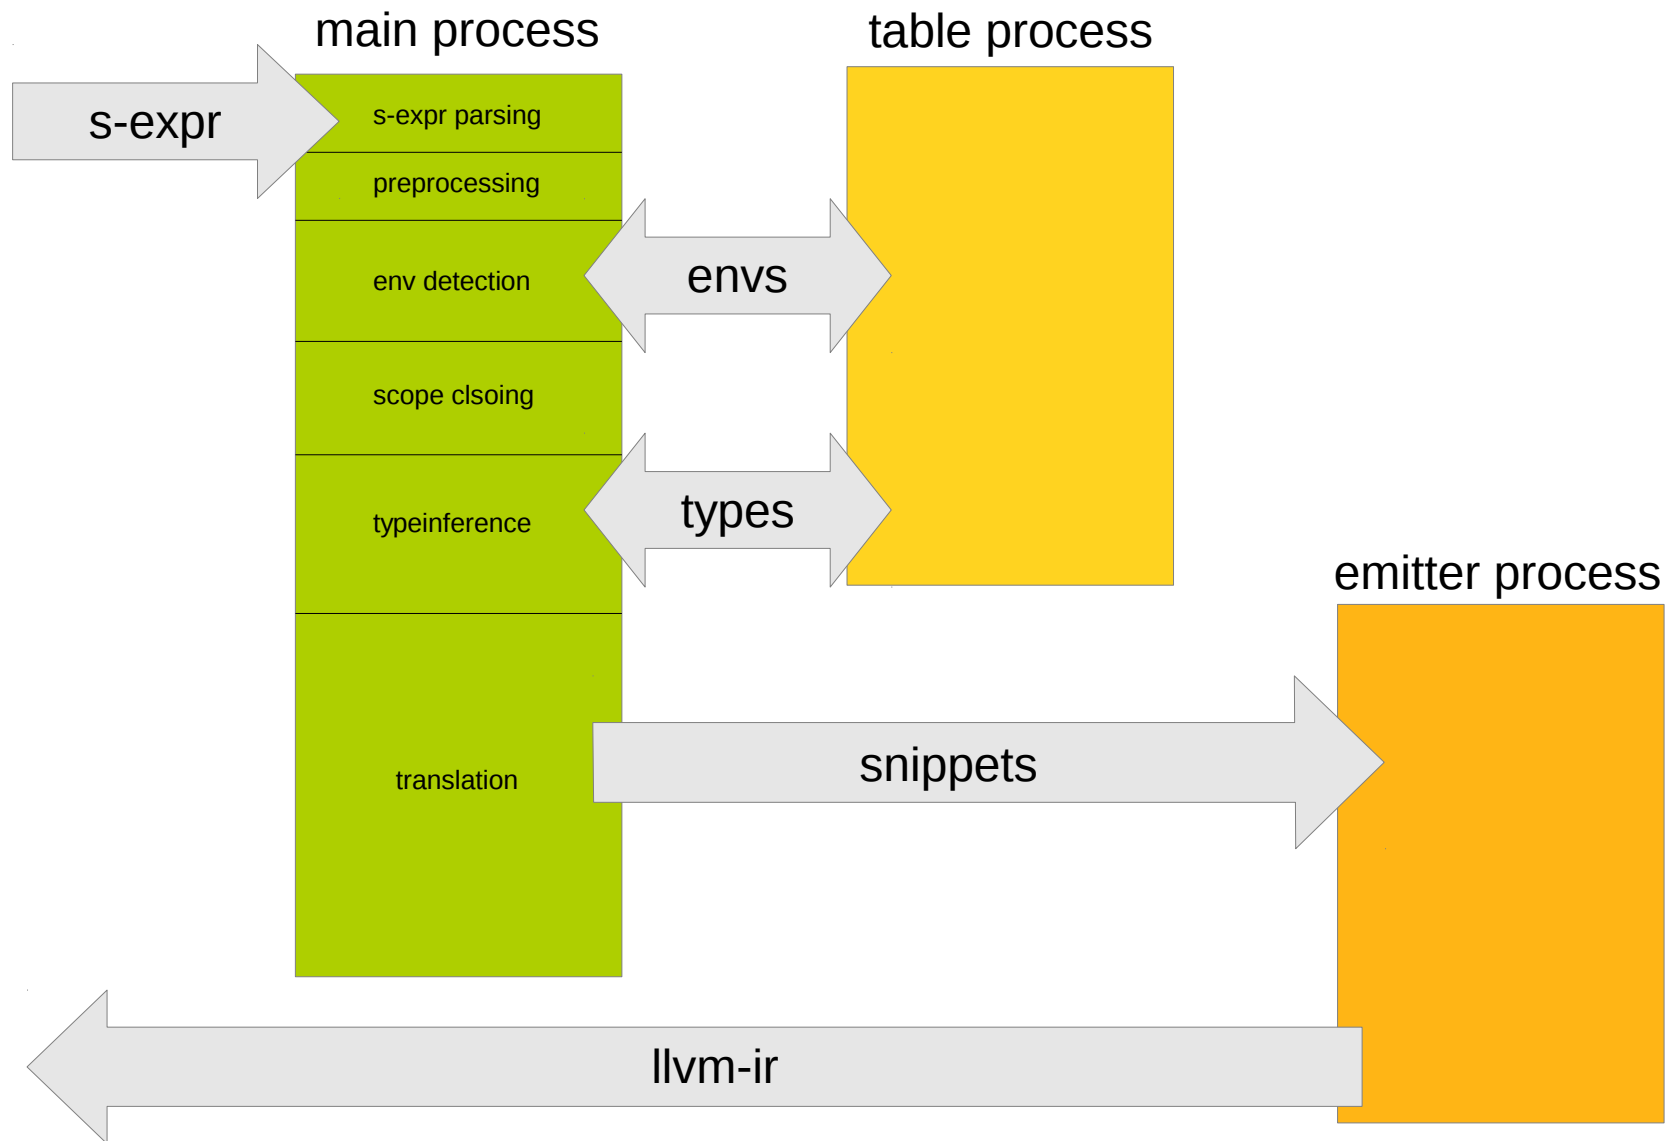 main process
table process
s-expr
s-expr parsing
preprocessing
env detection
envs
scope clsoing
typeinference
types
emitter process
translation
snippets
llvm-ir